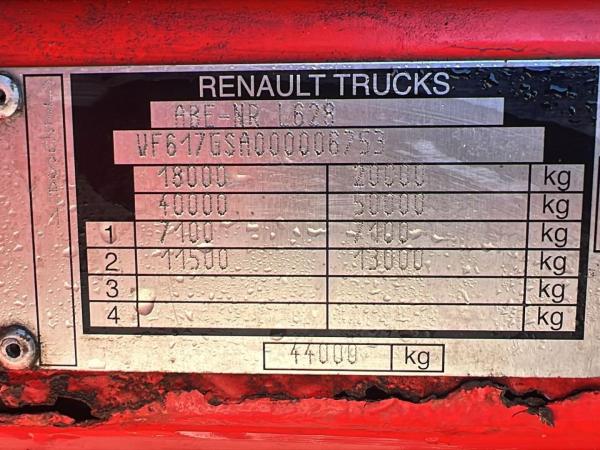 RENAULT TRUCKS
ABE-NR L628
VF617GSA000006753
18000 20000 kg
40000 50000 kg
1 7100 7100 kg
2 11500 13000 kg
3 kg
4 kg
44000 kg